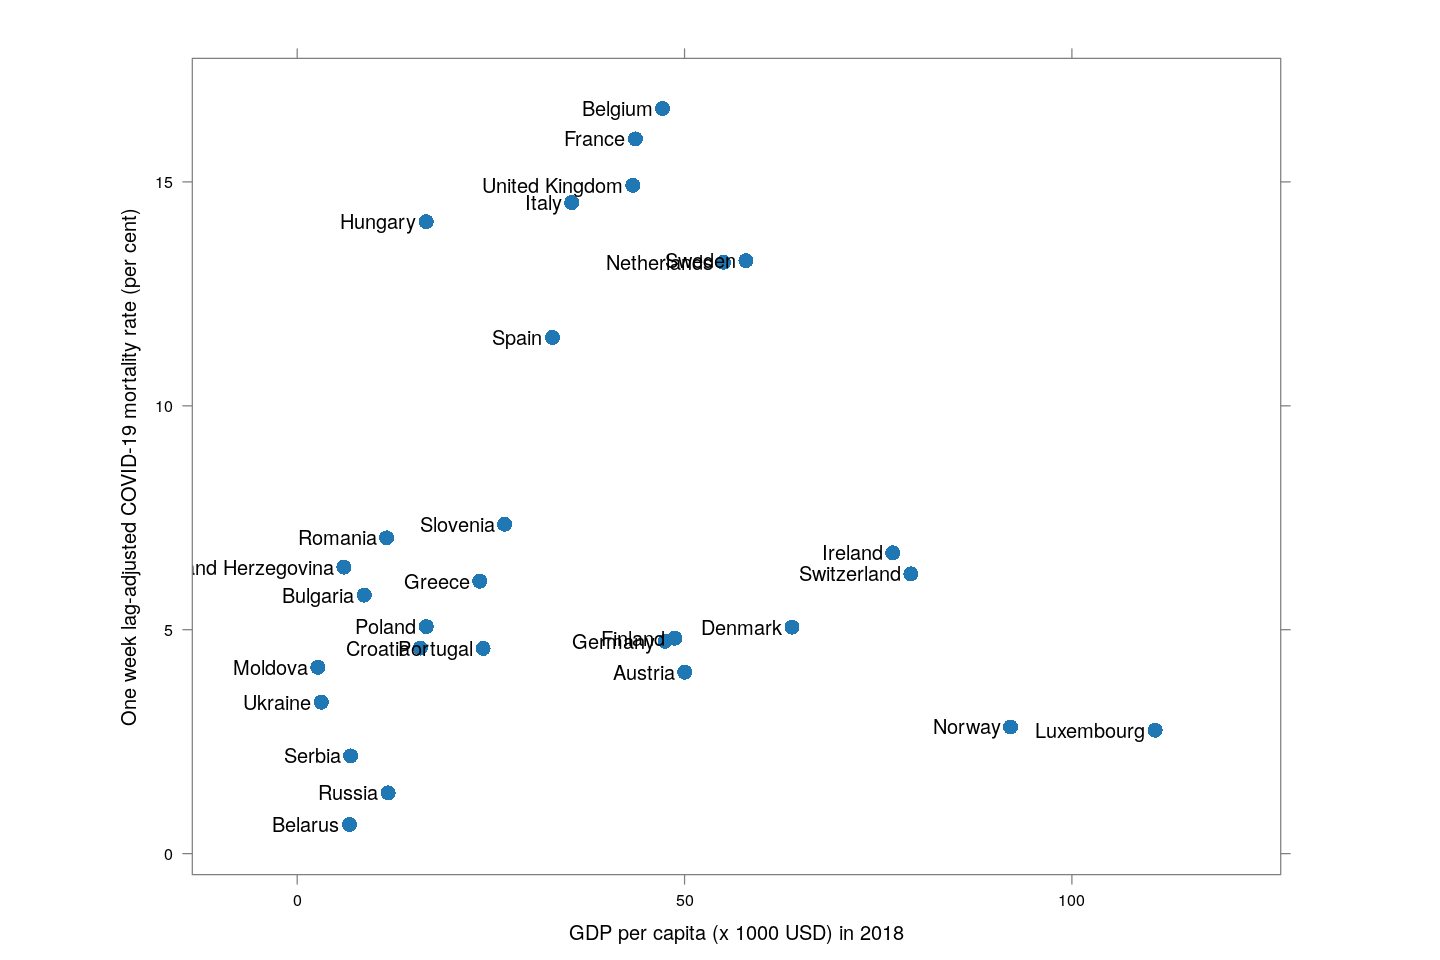 Belgium
France
United Kingdom
Italy
Hungary
Netherlands
Sweden
Spain
Slovenia
Romania
Ireland
and Herzegovina
Switzerland
Greece
Bulgaria
Poland
Denmark
Finland
Germany
Croatia
Portugal
Moldova
Austria
Ukraine
Norway
Luxembourg
Serbia
Russia
Belarus
15
10
5
0
One week lag-adjusted COVID-19 mortality rate (per cent)
0
50
100
GDP per capita (x 1000 USD) in 2018